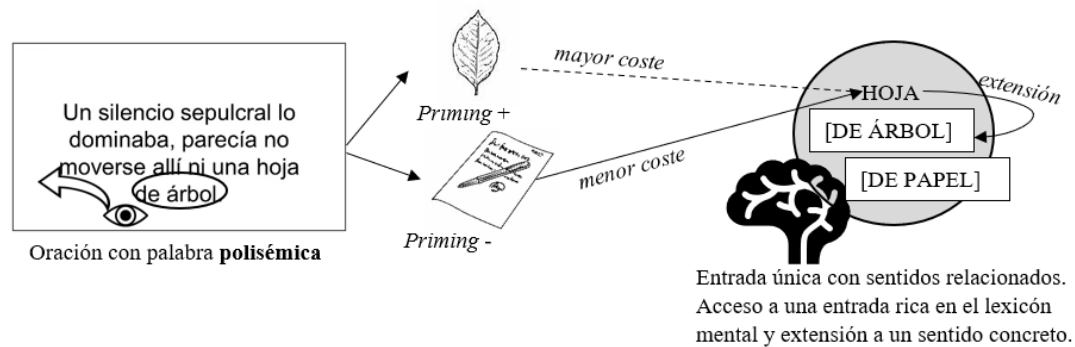 Un silencio sepulcral lo
dominaba, parecía no
moverse allí ni una hoja
de árbol.
Oración con palabra polisémica
Priming +
Priming -
mayor coste
menor coste
HOJA
extensión
[DE ÁRBOL]
[DE PAPEL]
Entrada única con sentidos relacionados.
Acceso a una entrada rica en el lexicón
mental y extensión a un sentido concreto.